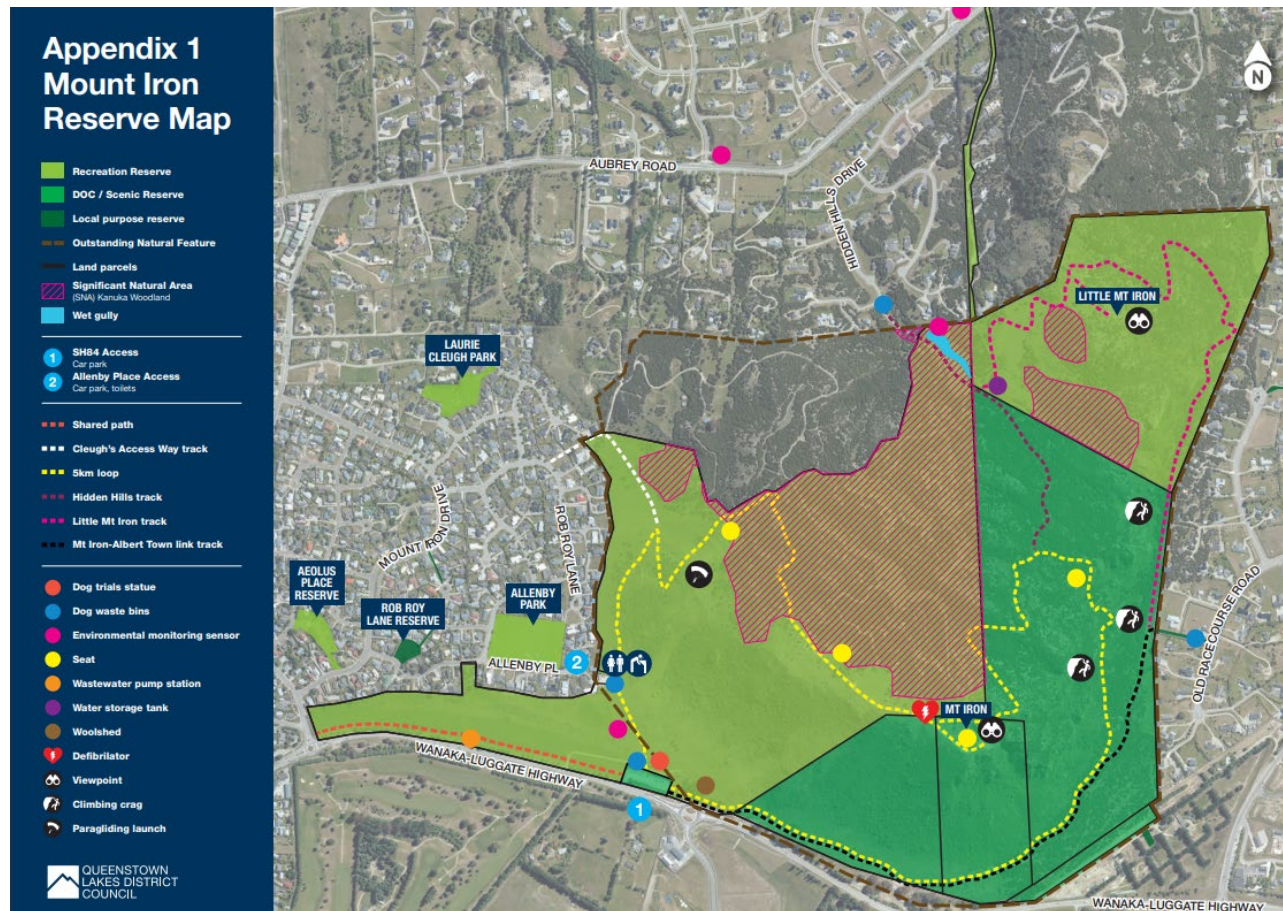 Appendix 1
Mount Iron
Reserve Map
Recreation Reserve
DOC / Scenic Reserve
Local purpose reserve
Outstanding Natural Feature
Land parcels
Significant Natural Area
(SNA) Kanuka Woodland
Wet gully
1 SH84 Access
Car park
2 Allenby Place Access
Car park, toilets
Shared path
Cleugh's Access Way track
5km loop
Hidden Hills track
Little Mt Iron track
Mt Iron-Albert Town link track
Dog trials statue
Dog waste bins
Environmental monitoring sensor
Seat
Wastewater pump station
Water storage tank
Woolshed
Defibrilator
Viewpoint
Climbing crag
Paragliding launch
QUEENSTOWN
LAKES DISTRICT
COUNCIL
N
AUBREY ROAD
HIDDEN HILLS DRIVE
LITTLE MT IRON
LAURIE
CLEUGH PARK
MOUNT IRON DRIVE
ROB ROY LANE
AEOLUS
PLACE
RESERVE
ROB ROY
LANE RESERVE
ALLENBY
PARK
ALLENBY PL
2
OLD RACECOURSE ROAD
MT IRON
WANAKA-LUGGATE HIGHWAY
1
WANAKA-LUGGATE HIGHWAY